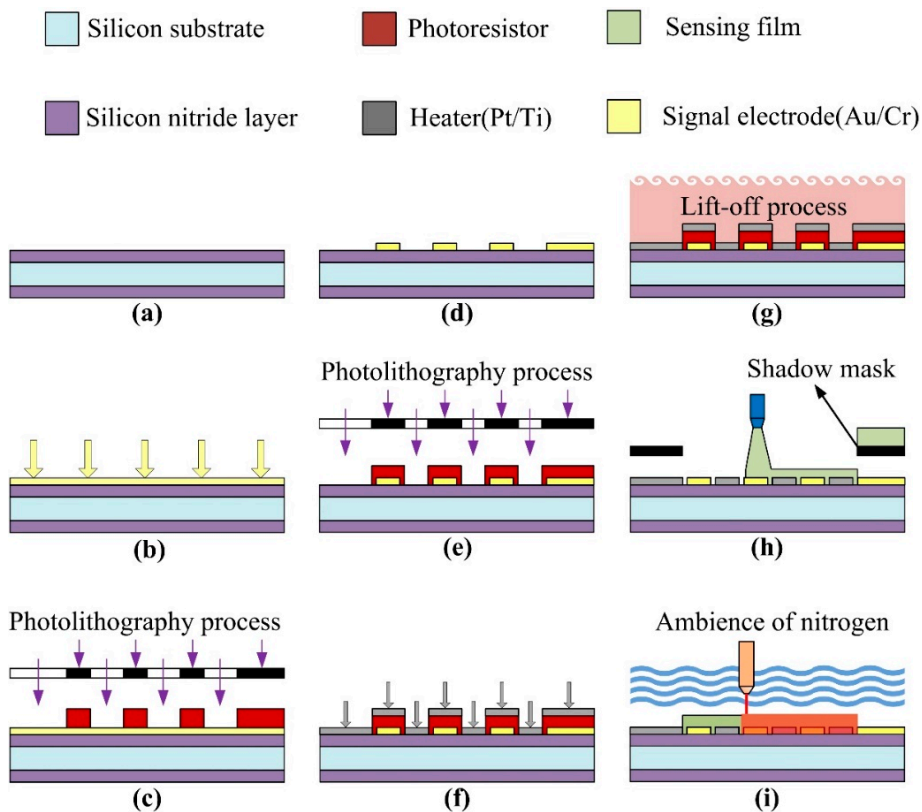 Silicon substrate
Photoresistor
Sensing film
Silicon nitride layer
Heater(Pt/Ti)
Signal electrode(Au/Cr)
(a)
(d)
Lift-off process
(g)
(b)
Photolithography process
(e)
Shadow mask
(h)
Photolithography process
(c)
(f)
Ambience of nitrogen
(i)